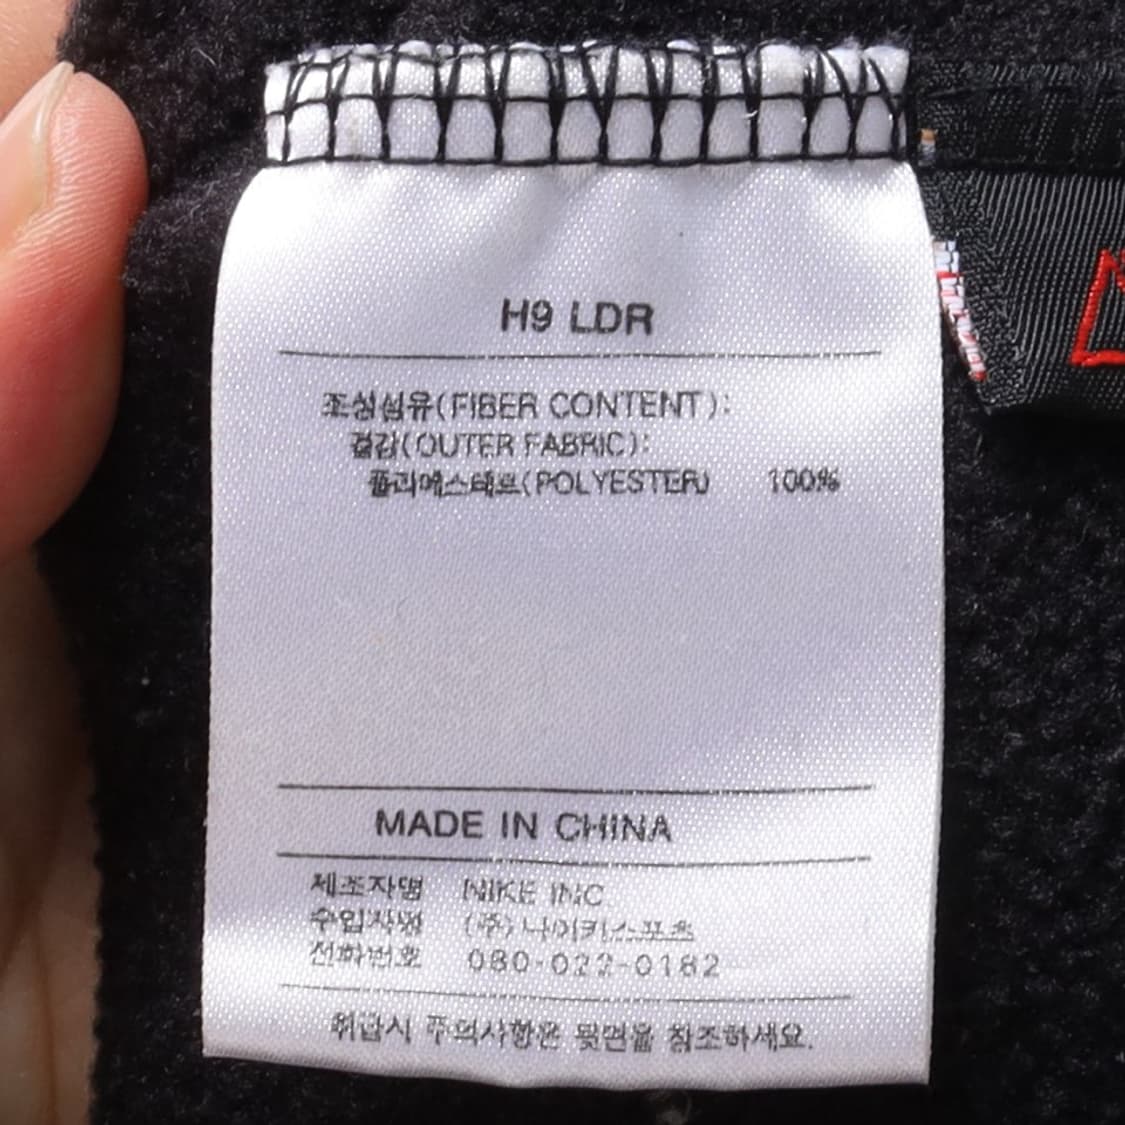 H9 LDR
조성섬유(FIBER CONTENT):
겉감(OUTER FABRIC):
폴리에스테르(POLYESTER) 100%
MADE IN CHINA
제조자명 NIKE INC
수입자명 (주)나이키스포츠
전화번호 080-022-0182
취급시 주의사항은 뒷면을 참조하세요.